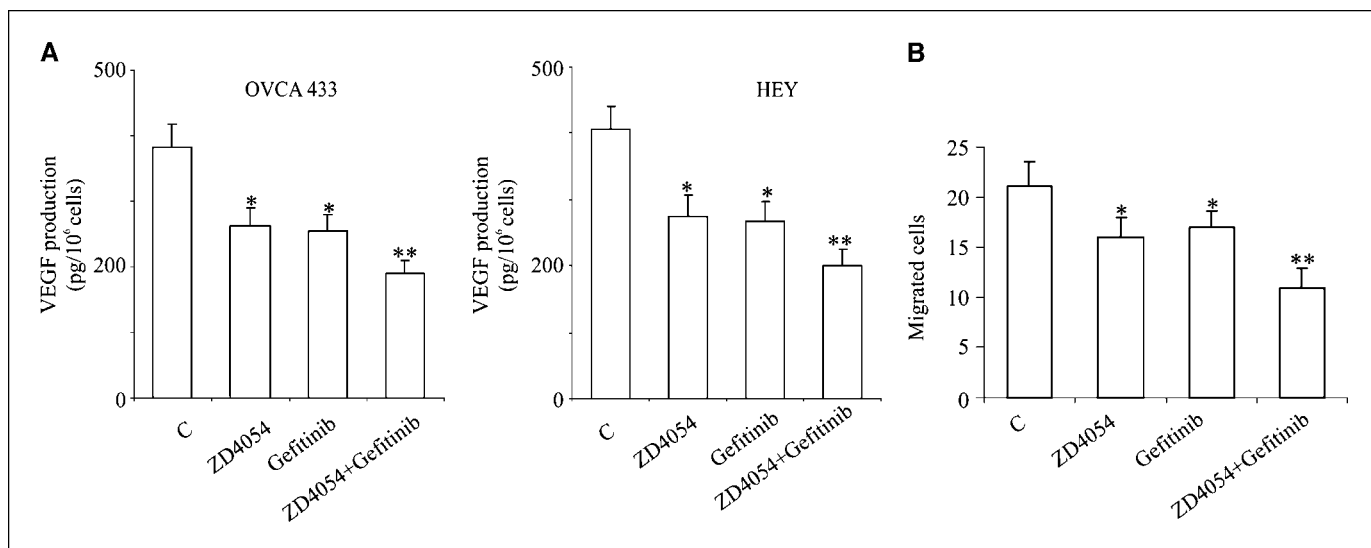 A
OVCA 433
VEGF production
(pg/10⁶ cells)
500
200
0
*
*
**
C
ZD4054
Gefitinib
ZD4054+Gefitinib
HEY
VEGF production
(pg/10⁶ cells)
500
200
0
*
*
**
C
ZD4054
Gefitinib
ZD4054+Gefitinib
B
Migrated cells
25
20
15
10
5
0
*
*
**
C
ZD4054
Gefitinib
ZD4054+Gefitinib